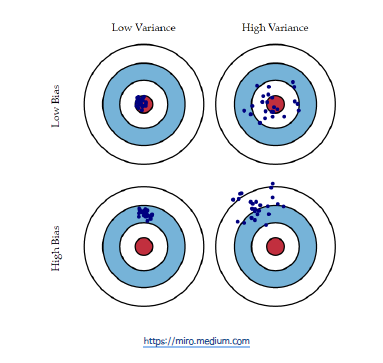 Low Variance
High Variance
Low Bias
High Bias
https://miro.medium.com